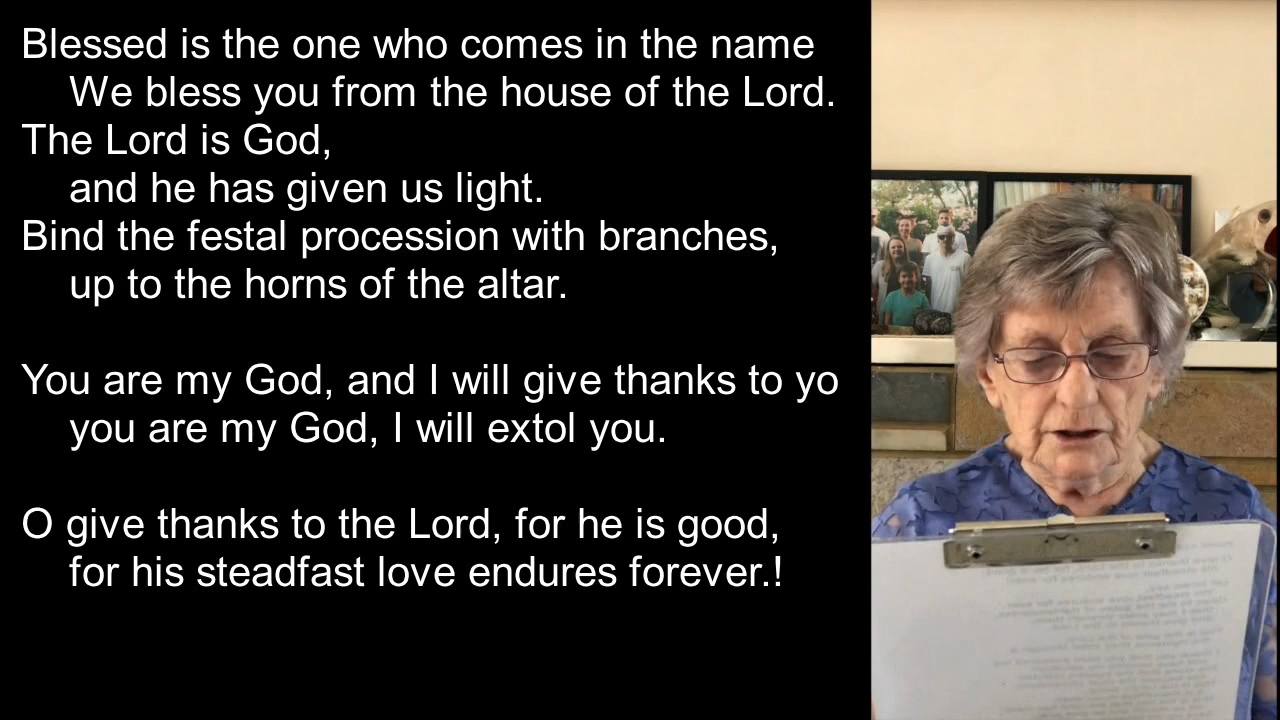 Blessed is the one who comes in the name
We bless you from the house of the Lord.
The Lord is God,
and he has given us light.
Bind the festal procession with branches,
up to the horns of the altar.
You are my God, and I will give thanks to yo
you are my God, I will extol you.
O give thanks to the Lord, for he is good,
for his steadfast love endures forever.!